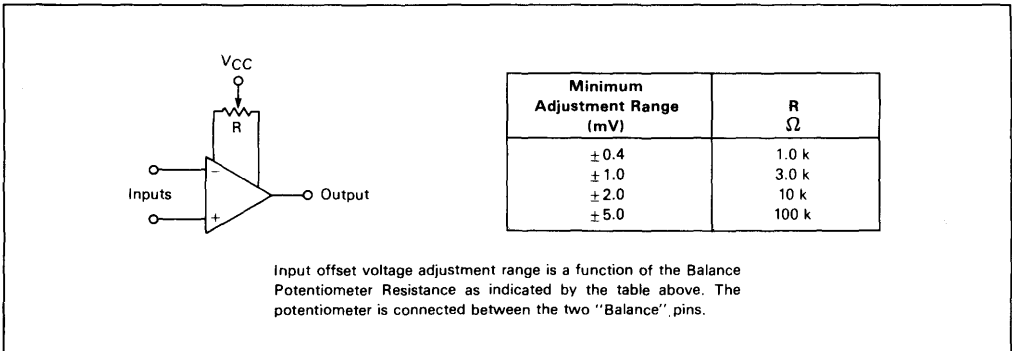 VCC
R
−
+
Inputs
Output
Minimum
Adjustment Range
(mV)
R
Ω
±0.4 1.0 k
±1.0 3.0 k
±2.0 10 k
±5.0 100 k
Input offset voltage adjustment range is a function of the Balance
Potentiometer Resistance as indicated by the table above. The
potentiometer is connected between the two "Balance" pins.